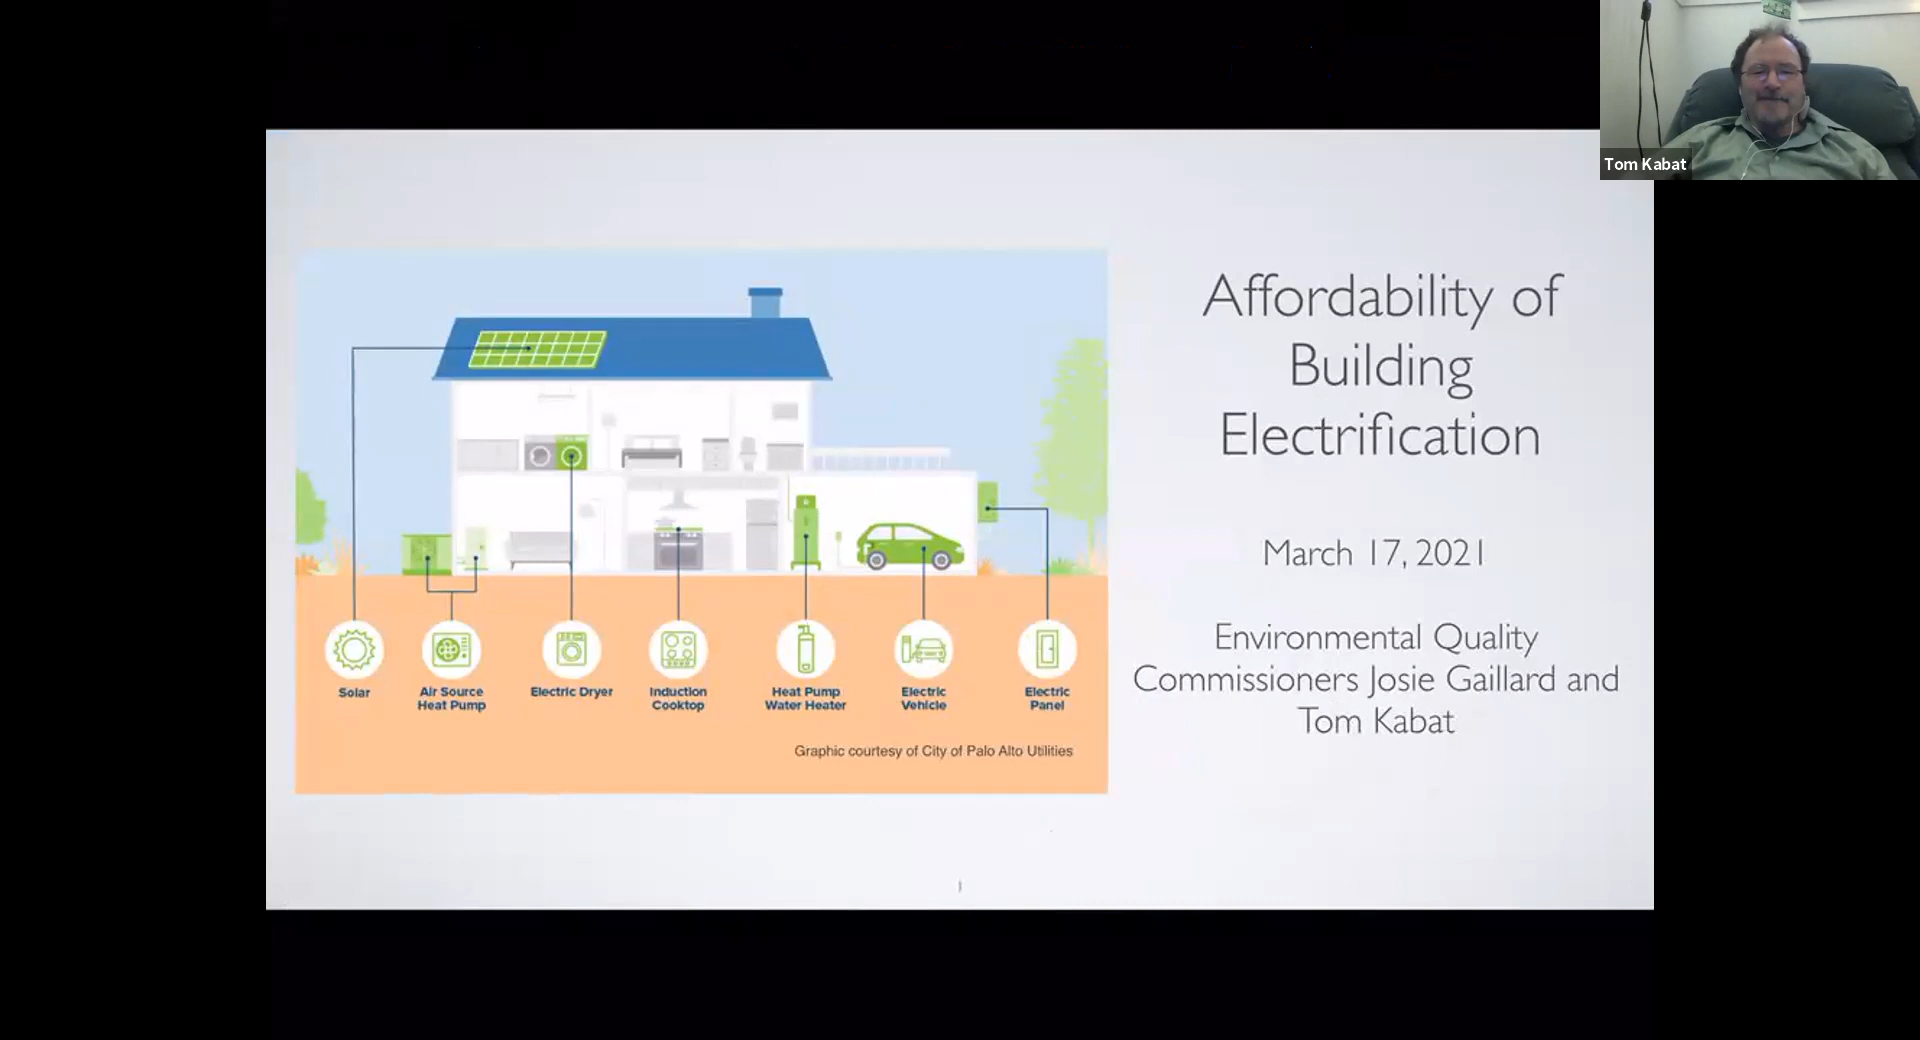 Tom Kabat
Affordability of
Building
Electrification
March 17, 2021
Environmental Quality
Commissioners Josie Gaillard and
Tom Kabat
Solar
Air Source
Heat Pump
Electric Dryer
Induction
Cooktop
Heat Pump
Water Heater
Electric
Vehicle
Electric
Panel
Graphic courtesy of City of Palo Alto Utilities
1